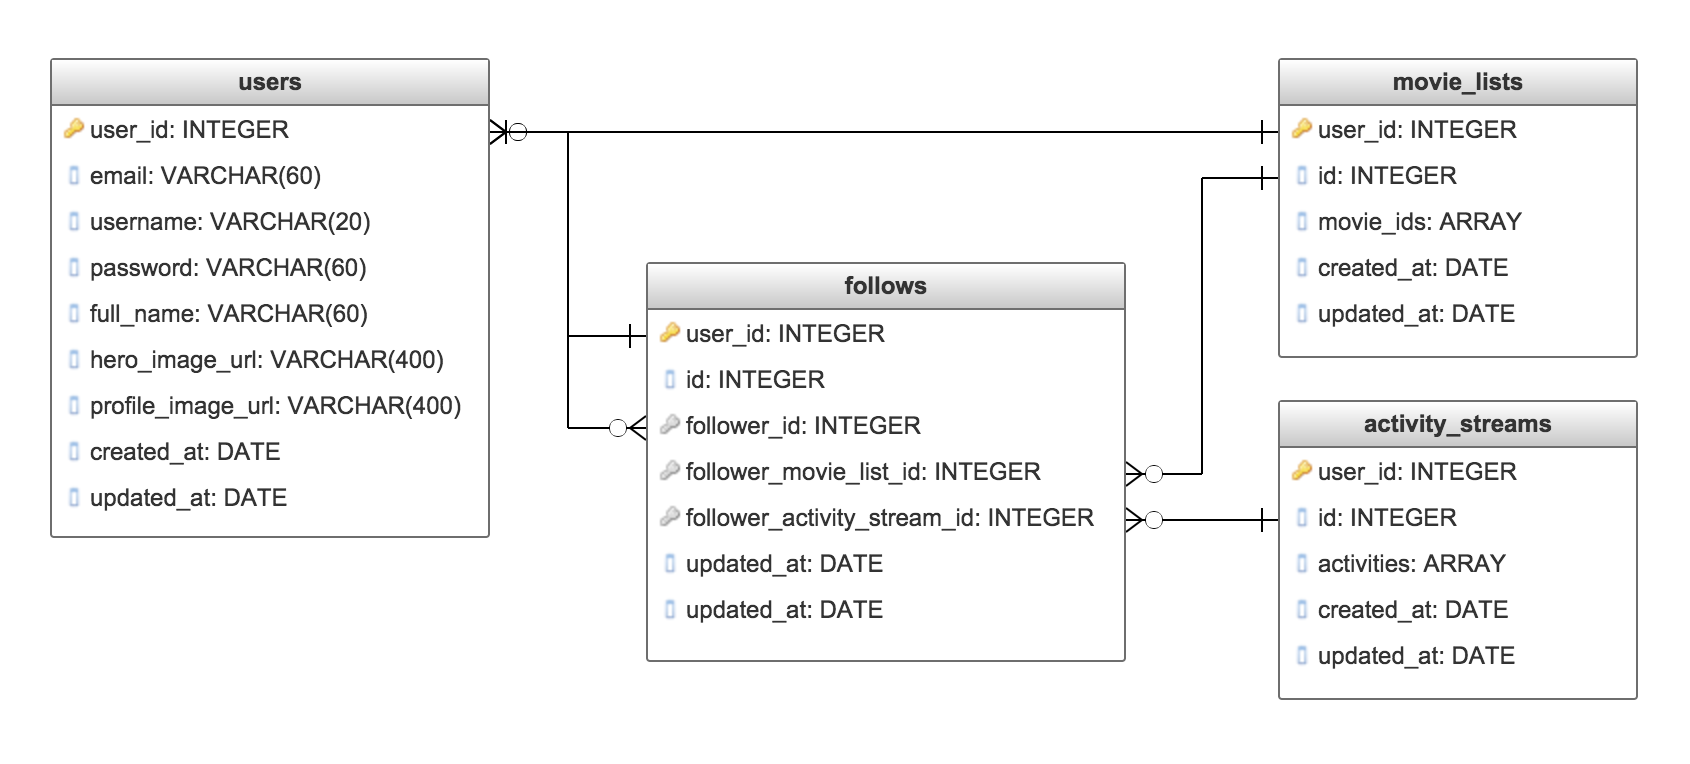 users
user_id: INTEGER
email: VARCHAR(60)
username: VARCHAR(20)
password: VARCHAR(60)
full_name: VARCHAR(60)
hero_image_url: VARCHAR(400)
profile_image_url: VARCHAR(400)
created_at: DATE
updated_at: DATE
follows
user_id: INTEGER
id: INTEGER
follower_id: INTEGER
follower_movie_list_id: INTEGER
follower_activity_stream_id: INTEGER
updated_at: DATE
updated_at: DATE
movie_lists
user_id: INTEGER
id: INTEGER
movie_ids: ARRAY
created_at: DATE
updated_at: DATE
activity_streams
user_id: INTEGER
id: INTEGER
activities: ARRAY
created_at: DATE
updated_at: DATE